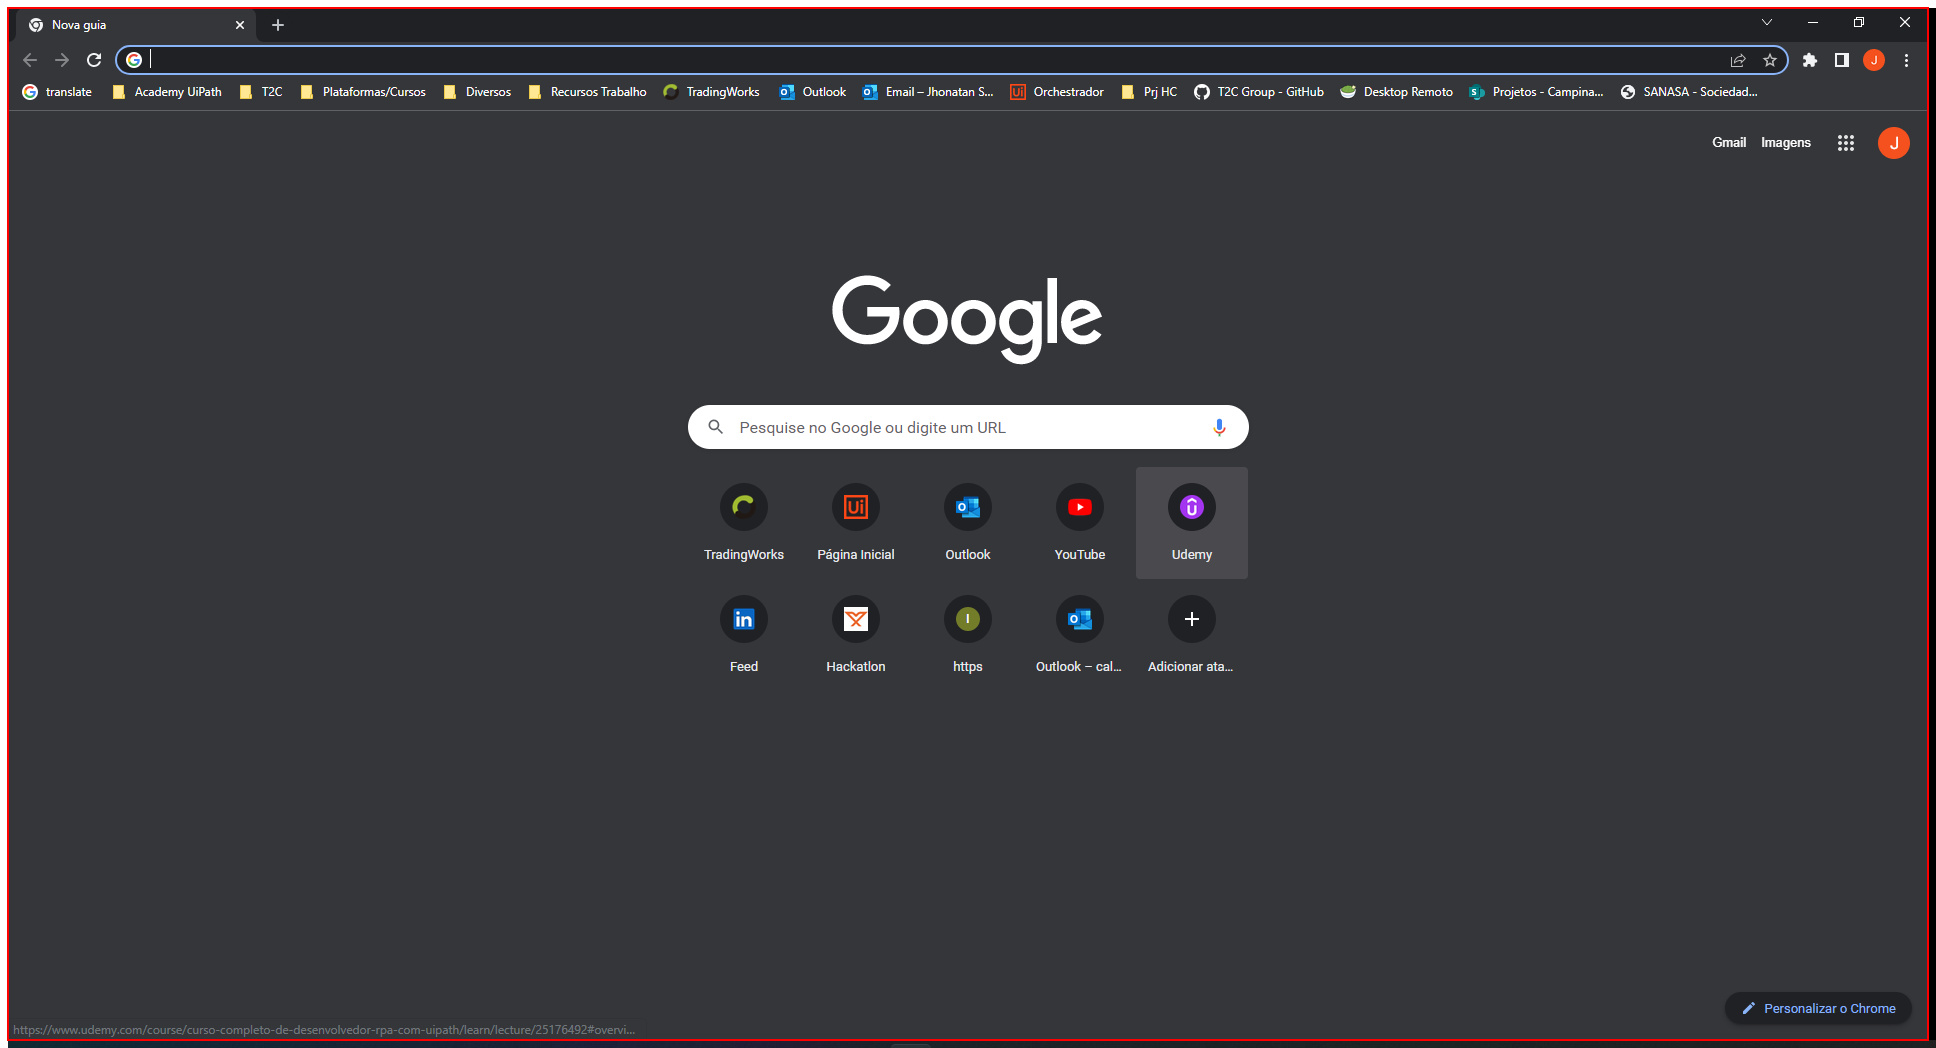 Nova guia
translate Academy UiPath T2C Plataformas/Cursos Diversos Recursos Trabalho TradingWorks Outlook Email – Jhonatan S... Orchestrador Prj HC T2C Group - GitHub Desktop Remoto Projetos - Campina... SANASA - Sociedad...
Gmail Imagens J
Google
Pesquise no Google ou digite um URL
TradingWorks Página Inicial Outlook YouTube Udemy
Feed Hackatlon https Outlook – cal... Adicionar ata...
Personalizar o Chrome
https://www.udemy.com/course/curso-completo-de-desenvolvedor-rpa-com-uipath/learn/lecture/25176492#overvi...